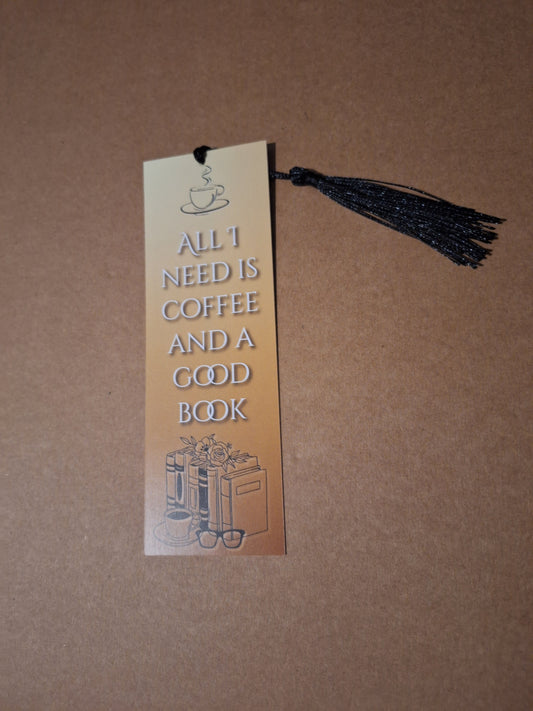 ALL I
NEED IS
COFFEE
AND A
GOOD
BOOK